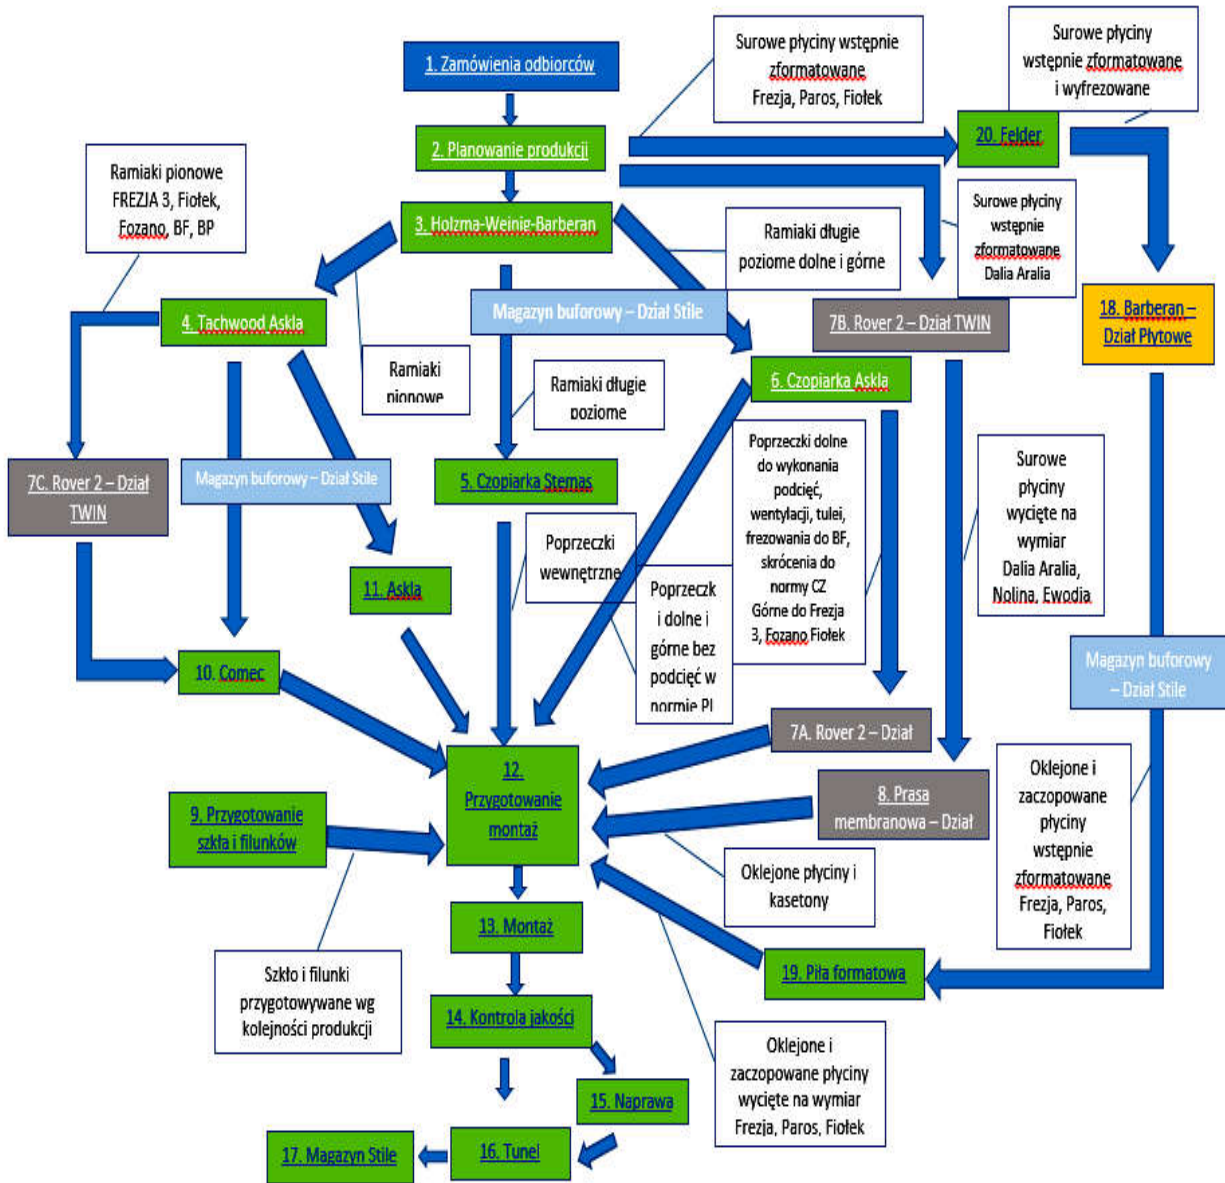 1. Zamówienia odbiorców
Surowe płyciny wstępnie
zformatowane
Frezja, Paros, Fiołek
Surowe płyciny
wstępnie zformatowane
i wyfrezowane
2. Planowanie produkcji
20. Felder
Ramiaki pionowe
FREZJA 3, Fiołek,
Fozano, BF, BP
3. Holzma-Weinig-Barberan
Ramiaki długie
poziome dolne i górne
Surowe płyciny
wstępnie
zformatowane
Dalia Aralia
4. Tachwood Askla
Magazyn buforowy – Dział Stile
7B. Rover 2 – Dział TWIN
18. Barberan –
Dział Płytowe
Ramiaki
pionowe
Ramiaki długie
poziome
6. Czopiarka Askla
7C. Rover 2 – Dział
TWIN
Magazyn buforowy – Dział Stile
5. Czopiarka Stemas
Poprzeczki dolne
do wykonania
podcięć,
wentylacji, tulei,
frezowania do BF,
skrócenia do
normy CZ
Górne do Frezja
3, Fozano Fiołek
Surowe
płyciny
wycięte na
wymiar
Dalia Aralia,
Nolina, Ewodia
Poprzeczki
wewnętrzne
11. Askla
Poprzeczk
i dolne i
górne bez
podcięć w
normie PL
10. Comec
Magazyn buforowy
– Dział Stile
7A. Rover 2 – Dział
12.
Przygotowanie
montaż
9. Przygotowanie
szkła i filunków
8. Prasa
membranowa – Dział
Oklejone i
zaczopowane
płyciny
wstępnie
zformatowane
Frezja, Paros,
Fiołek
Oklejone płyciny i
kasetony
13. Montaż
19. Piła formatowa
Szkło i filunki
przygotowywane wg
kolejności produkcji
14. Kontrola jakości
Oklejone i
zaczopowane płyciny
wycięte na wymiar
Frezja, Paros, Fiołek
15. Naprawa
17. Magazyn Stile
16. Tunel